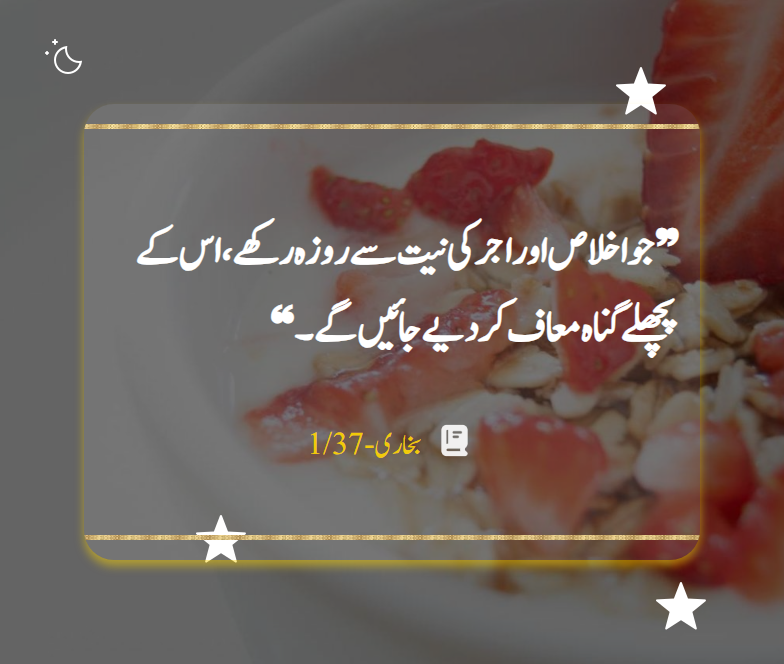 ”جو اخلاص اور اجر کی نیت سے روزہ رکھے، اس کے
پچھلے گناہ معاف کر دیے جائیں گے۔“
بخاری-1/37